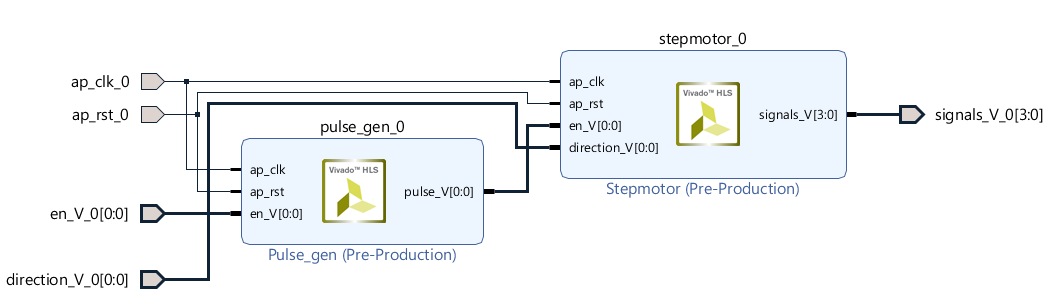 stepmotor_0
ap_clk_0
ap_rst_0
ap_clk
ap_rst
en_V[0:0]
direction_V[0:0]
Vivado™ HLS
signals_V[3:0]
signals_V_0[3:0]
Stepmotor (Pre-Production)
pulse_gen_0
ap_clk
ap_rst
en_V[0:0]
Vivado™ HLS
pulse_V[0:0]
en_V_0[0:0]
Pulse_gen (Pre-Production)
direction_V_0[0:0]